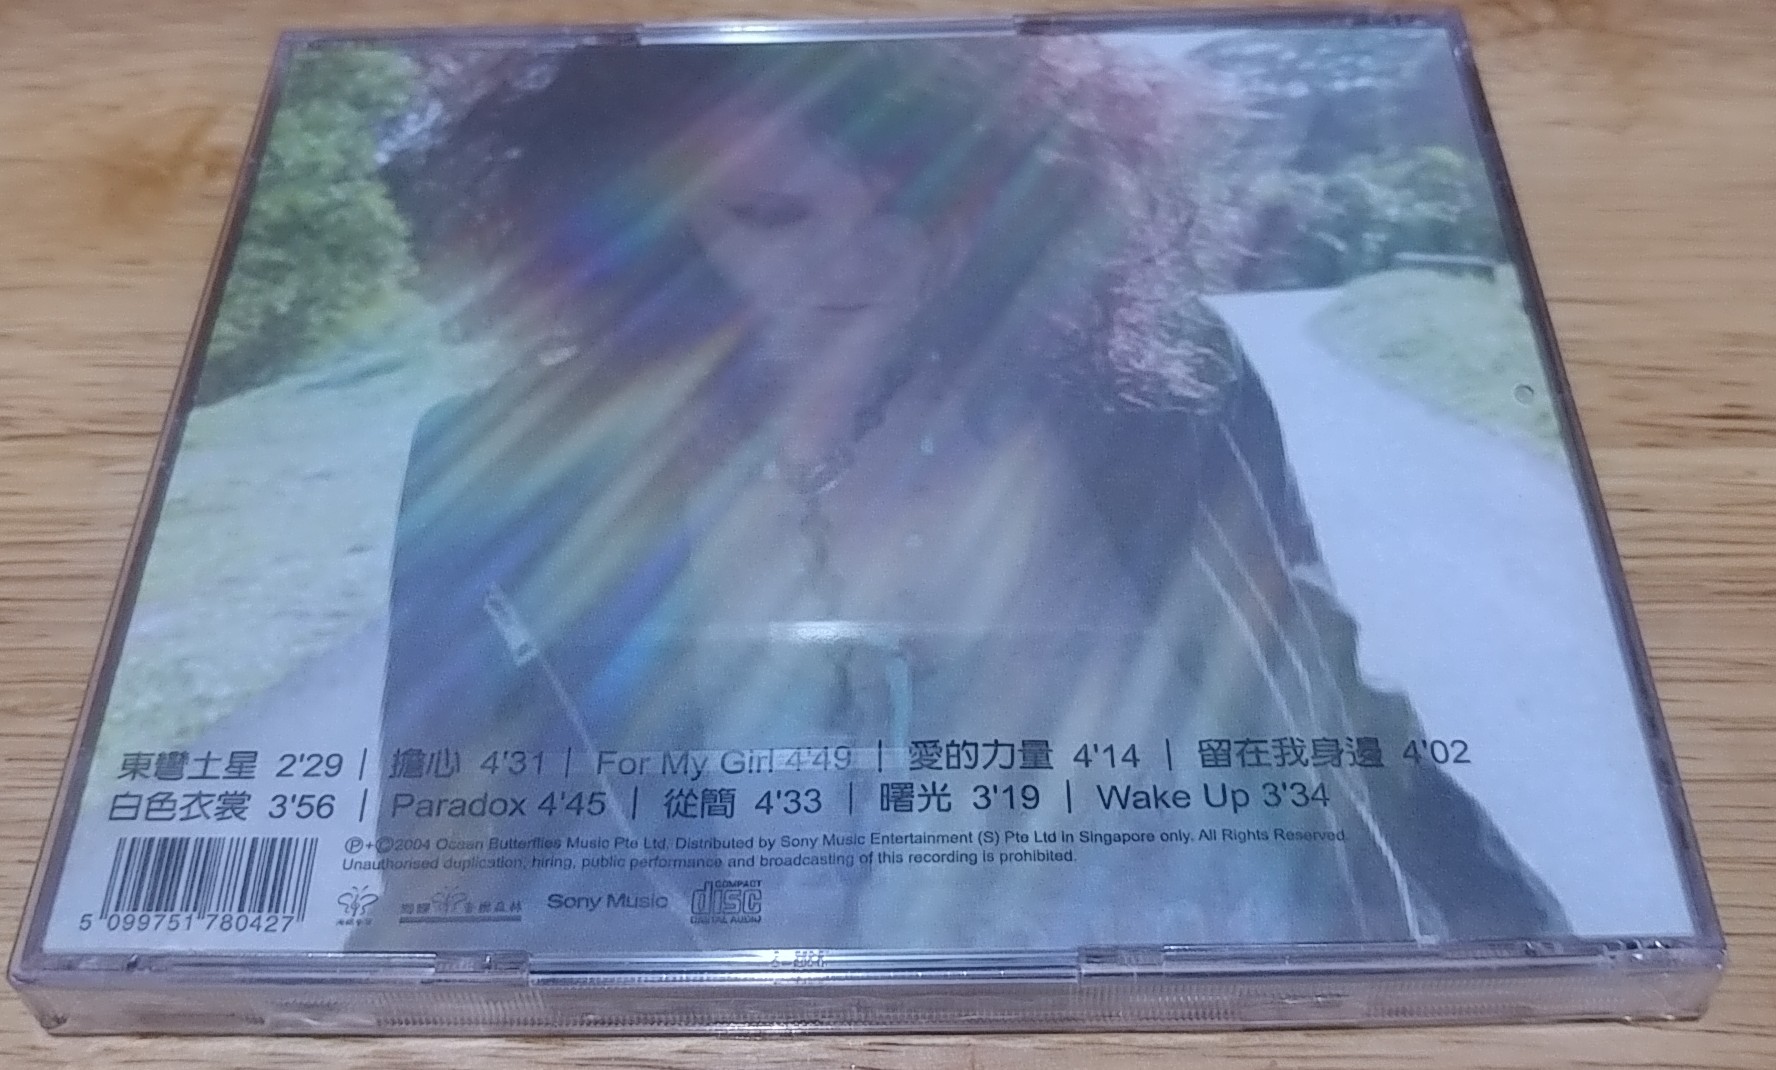 東彎土星 2'29 | 擔心 4'31 | For My Girl 4'49 | 愛的力量 4'14 | 留在我身邊 4'02
白色衣裳 3'56 | Paradox 4'45 | 從簡 4'33 | 曙光 3'19 | Wake Up 3'34
℗+©2004 Ocean Butterflies Music Pte Ltd. Distributed by Sony Music Entertainment (S) Pte Ltd in Singapore only. All Rights Reserved.
Unauthorised duplication, hiring, public performance and broadcasting of this recording is prohibited.
Sony Music COMPACT disc DIGITAL AUDIO
5 099751 780427